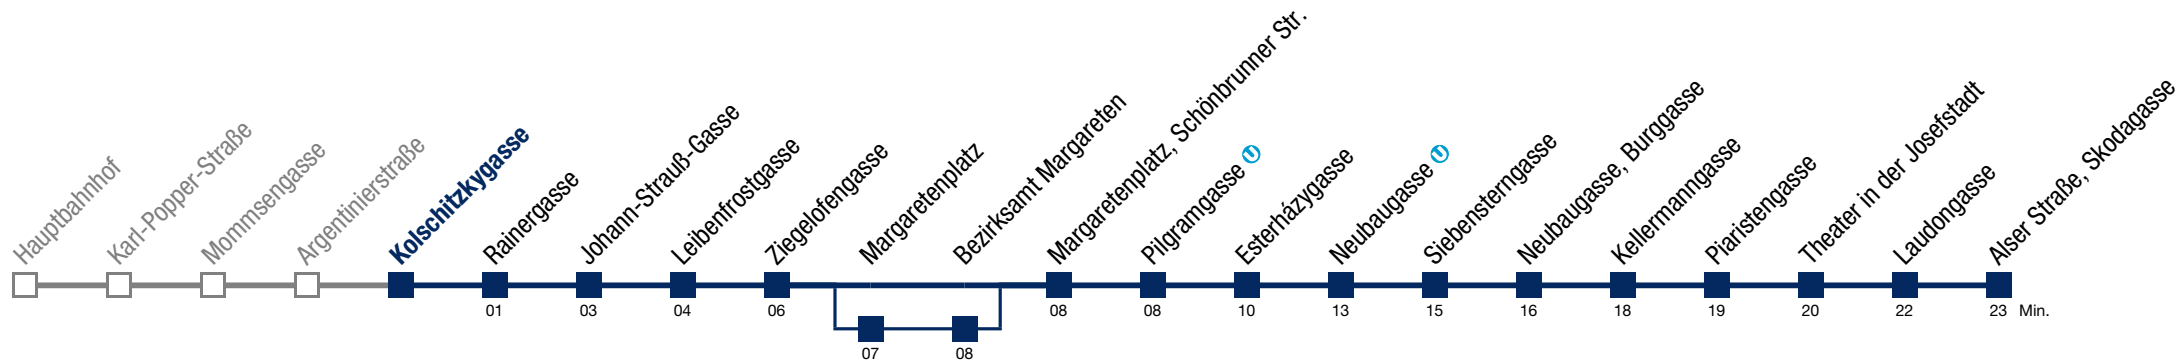 Hauptbahnhof
Karl-Popper-Straße
Mommsengasse
Argentinierstraße
Kolschitzkygasse
Rainergasse
Johann-Strauß-Gasse
Leibenfrostgasse
Ziegelofengasse
Margaretenplatz
Bezirksamt Margareten
Margaretenplatz, Schönbrunner Str.
Pilgramgasse U
Esterházygasse
Neubaugasse U
Siebensterngasse
Neubaugasse, Burggasse
Kellermanngasse
Piaristengasse
Theater in der Josefstadt
Laudongasse
Alser Straße, Skodagasse
01 03 04 06 08 08 10 13 15 16 18 19 20 22 23 Min.
07 08